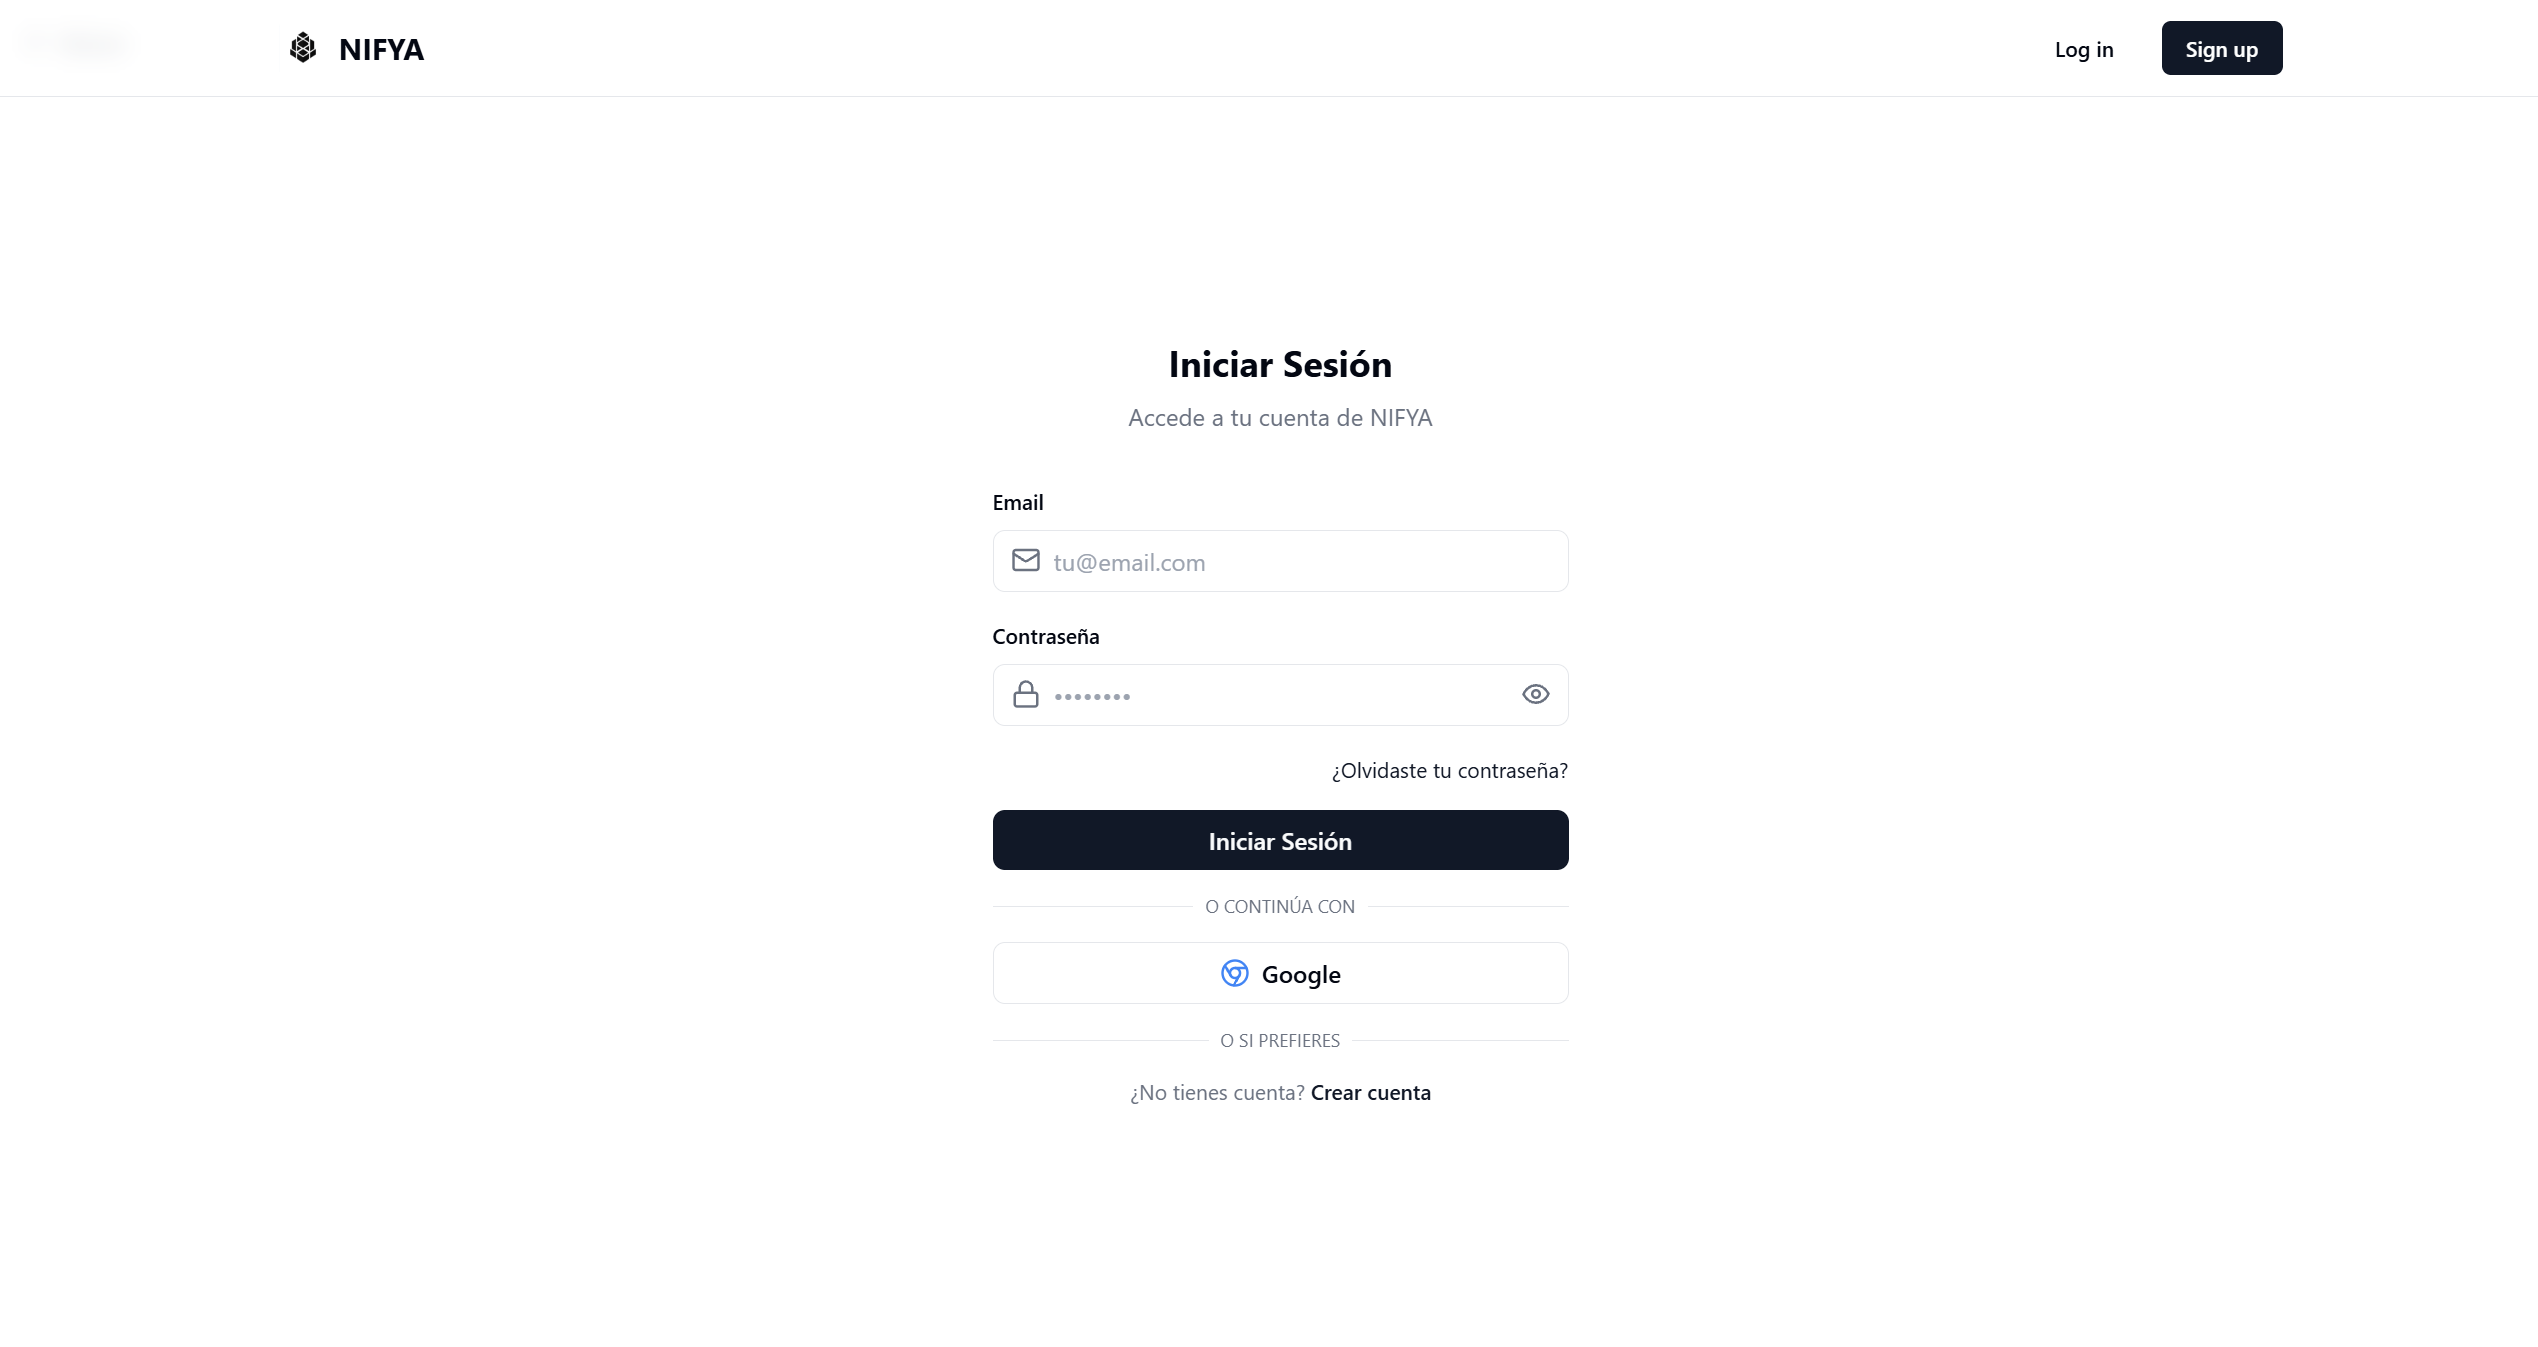 NIFYA
Log in
Sign up
Iniciar Sesión
Accede a tu cuenta de NIFYA
Email
tu@email.com
Contraseña
••••••••
¿Olvidaste tu contraseña?
Iniciar Sesión
O CONTINÚA CON
Google
O SI PREFIERES
¿No tienes cuenta? Crear cuenta